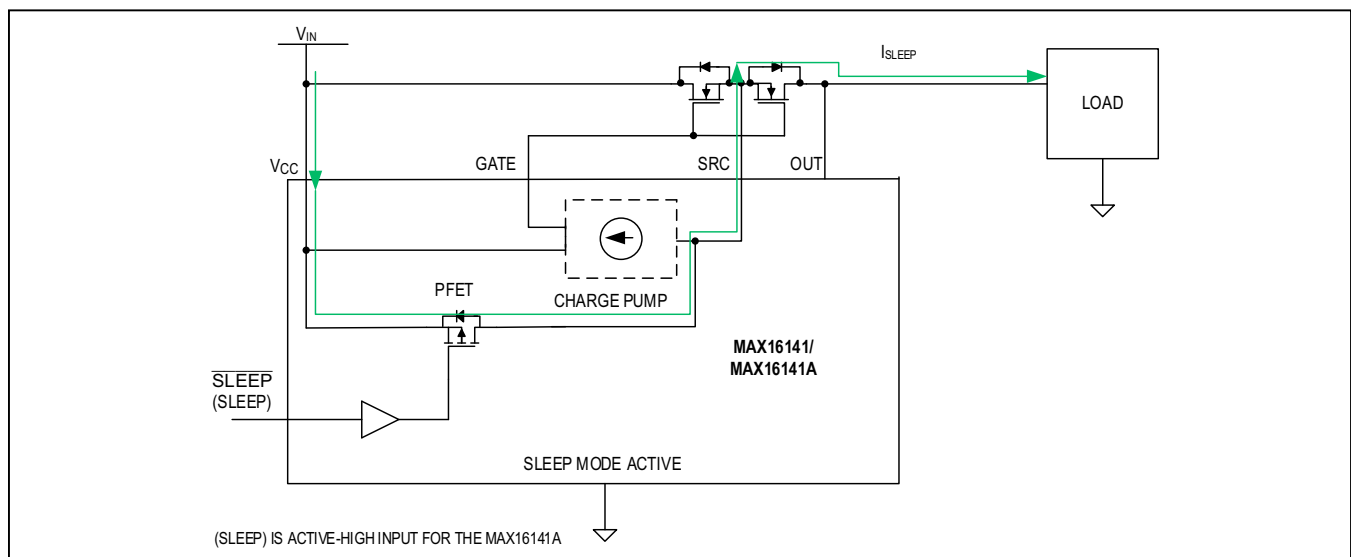 VIN
ISLEEP
LOAD
VCC
GATE
SRC
OUT
PFET
CHARGE PUMP
MAX16141/
MAX16141A
SLEEP
(SLEEP)
SLEEP MODE ACTIVE
(SLEEP) IS ACTIVE-HIGH INPUT FOR THE MAX16141A